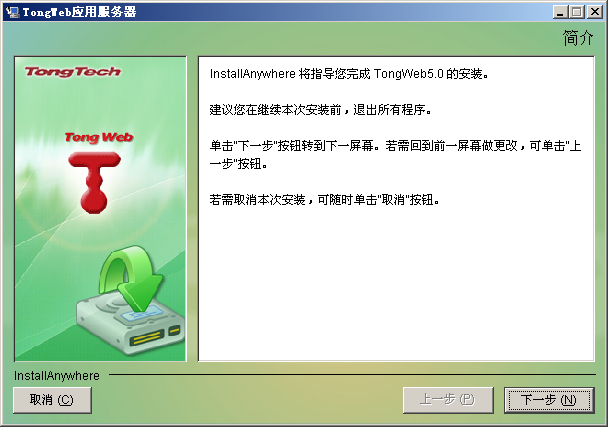 TongWeb应用服务器
简介
TongTech
Tong Web
InstallAnywhere 将指导您完成 TongWeb5.0 的安装。
建议您在继续本次安装前，退出所有程序。
单击"下一步"按钮转到下一屏幕。若需回到前一屏幕做更改，可单击"上
一步"按钮。
若需取消本次安装，可随时单击"取消"按钮。
InstallAnywhere
取消 (C)
上一步 (P)
下一步 (N)